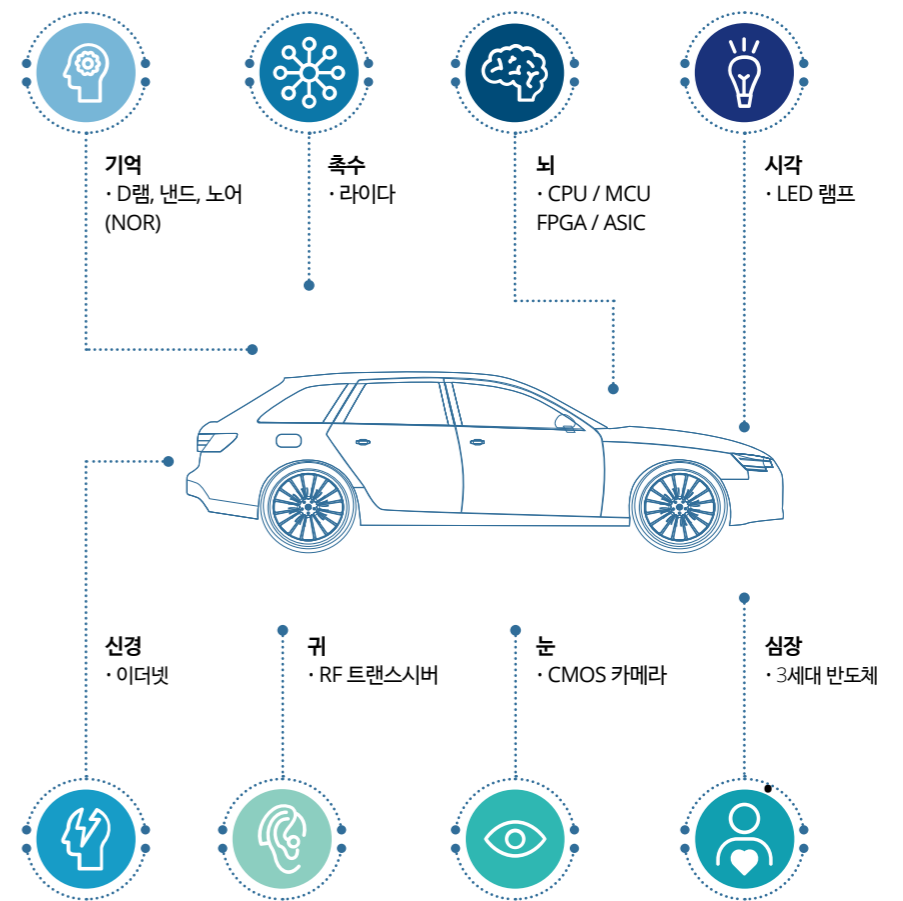 기억
· D램, 낸드, 노어
(NOR)
촉수
· 라이다
뇌
· CPU / MCU
FPGA / ASIC
시각
· LED 램프
신경
· 이더넷
귀
· RF 트랜스시버
눈
· CMOS 카메라
심장
· 3세대 반도체